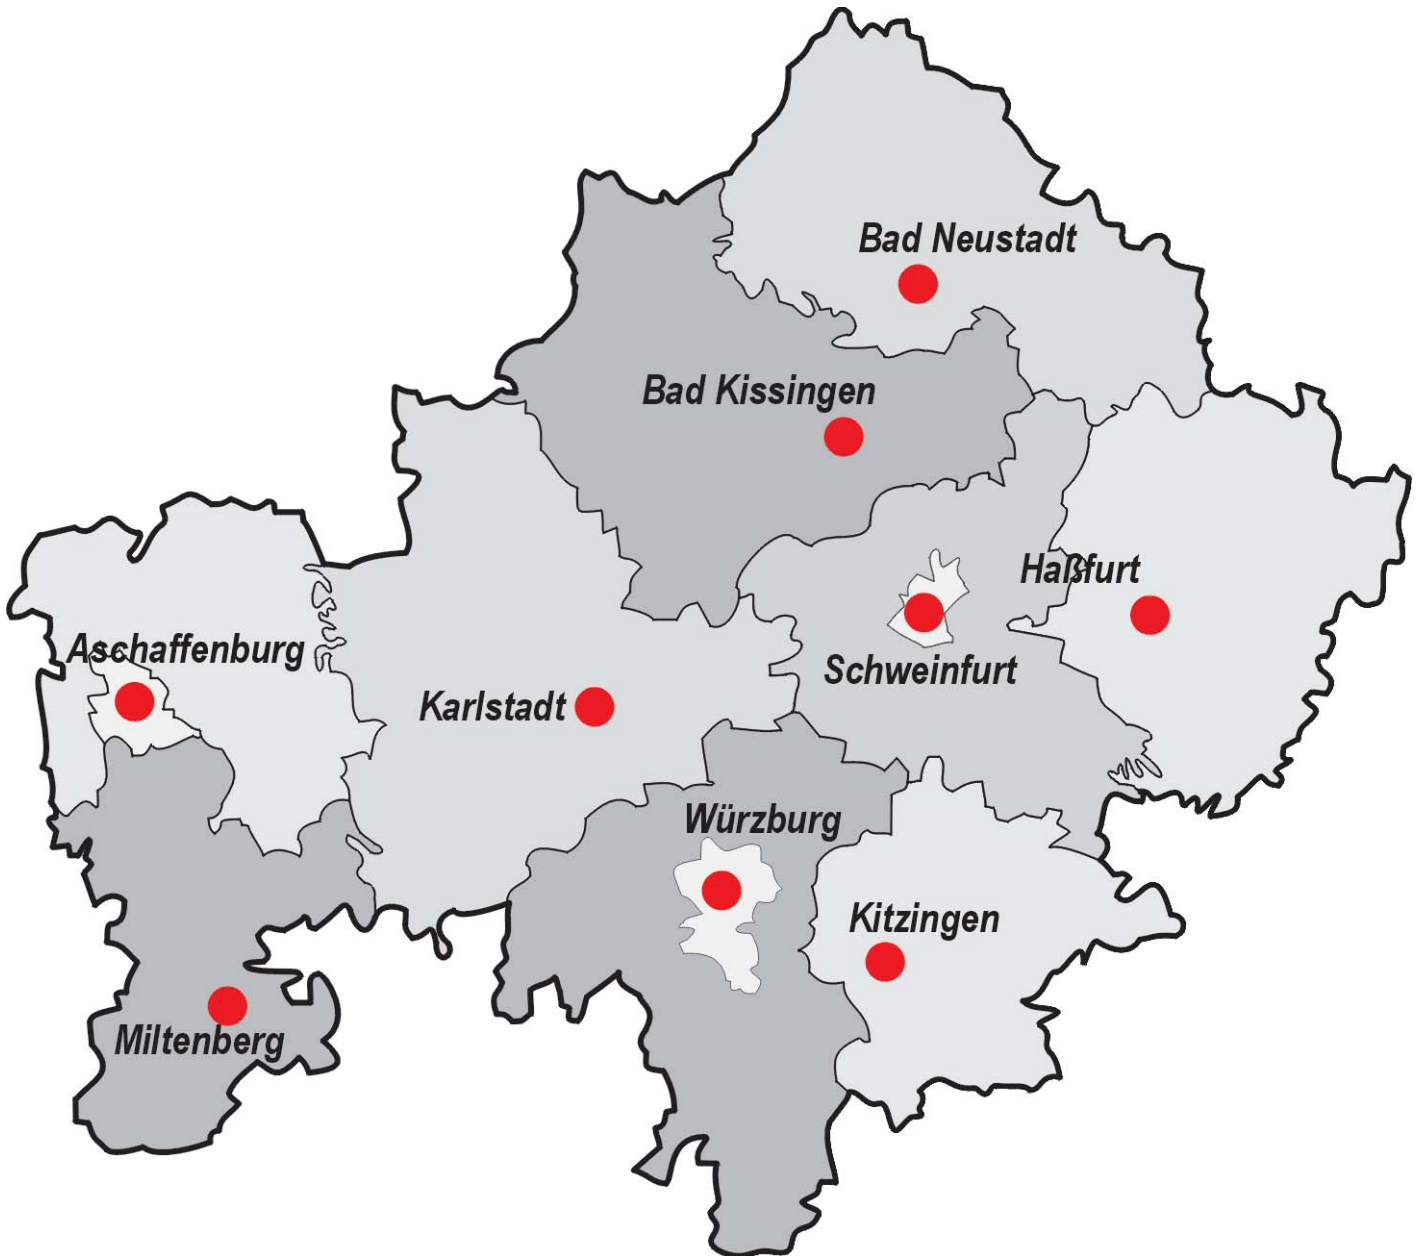 Bad Neustadt
Bad Kissingen
Haßfurt
Aschaffenburg
Schweinfurt
Karlstadt
Würzburg
Kitzingen
Miltenberg